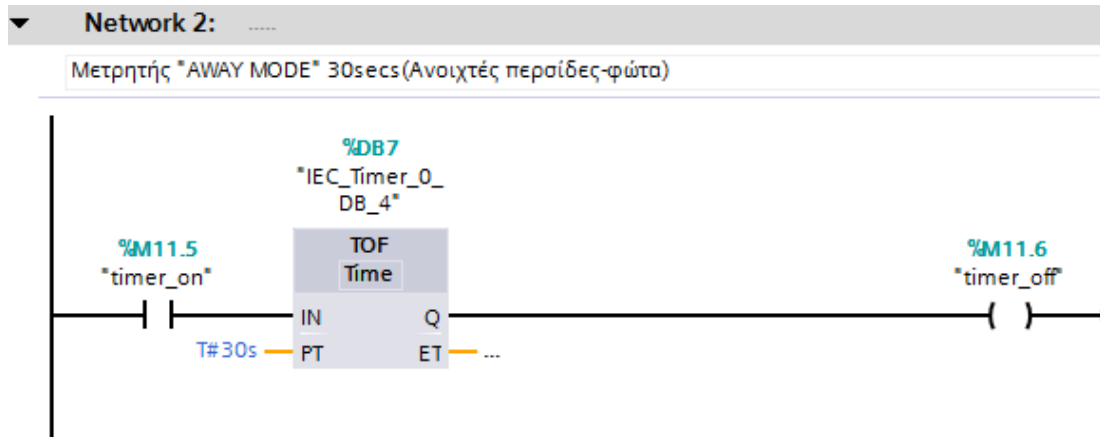 Network 2: .....
Μετρητής "AWAY MODE" 30secs(Ανοιχτές περσίδες-φώτα)
%DB7
"IEC_Timer_0_
DB_4"
%M11.5
"timer_on"
TOF
Time
%M11.6
"timer_off"
IN Q
T#30s PT ET ...